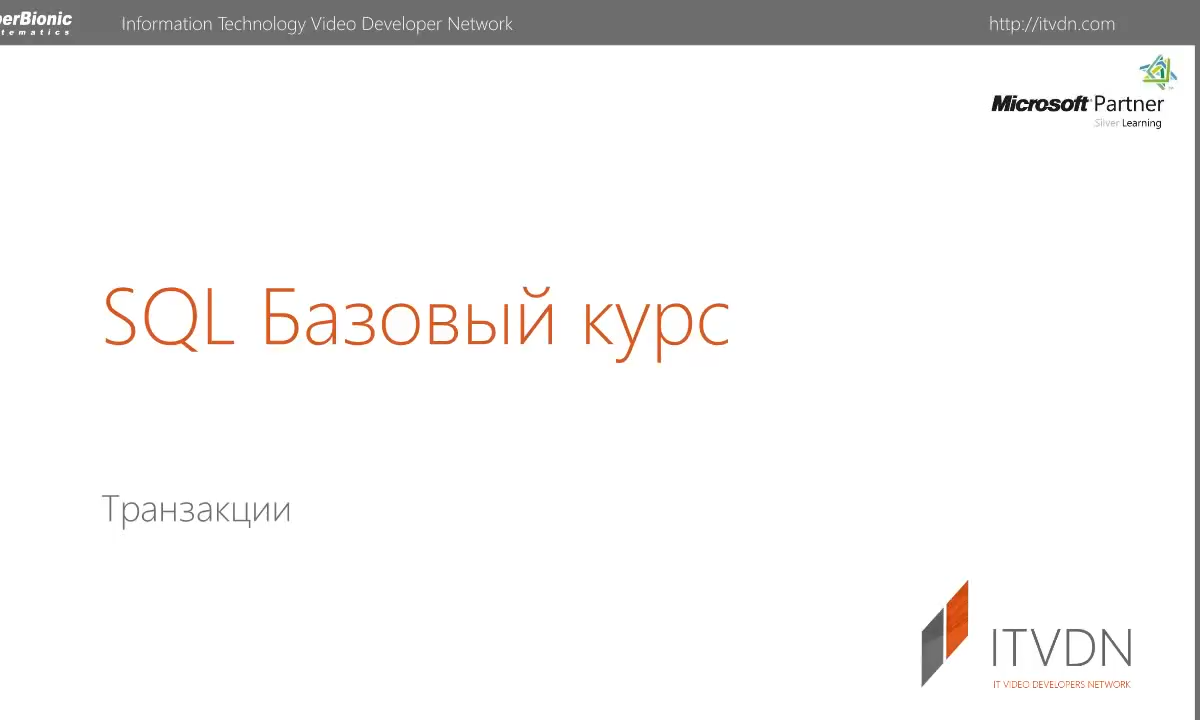 Information Technology Video Developer Network
http://itvdn.com
Microsoft Partner
Silver Learning
SQL Базовый курс
Транзакции
ITVDN
IT VIDEO DEVELOPERS NETWORK